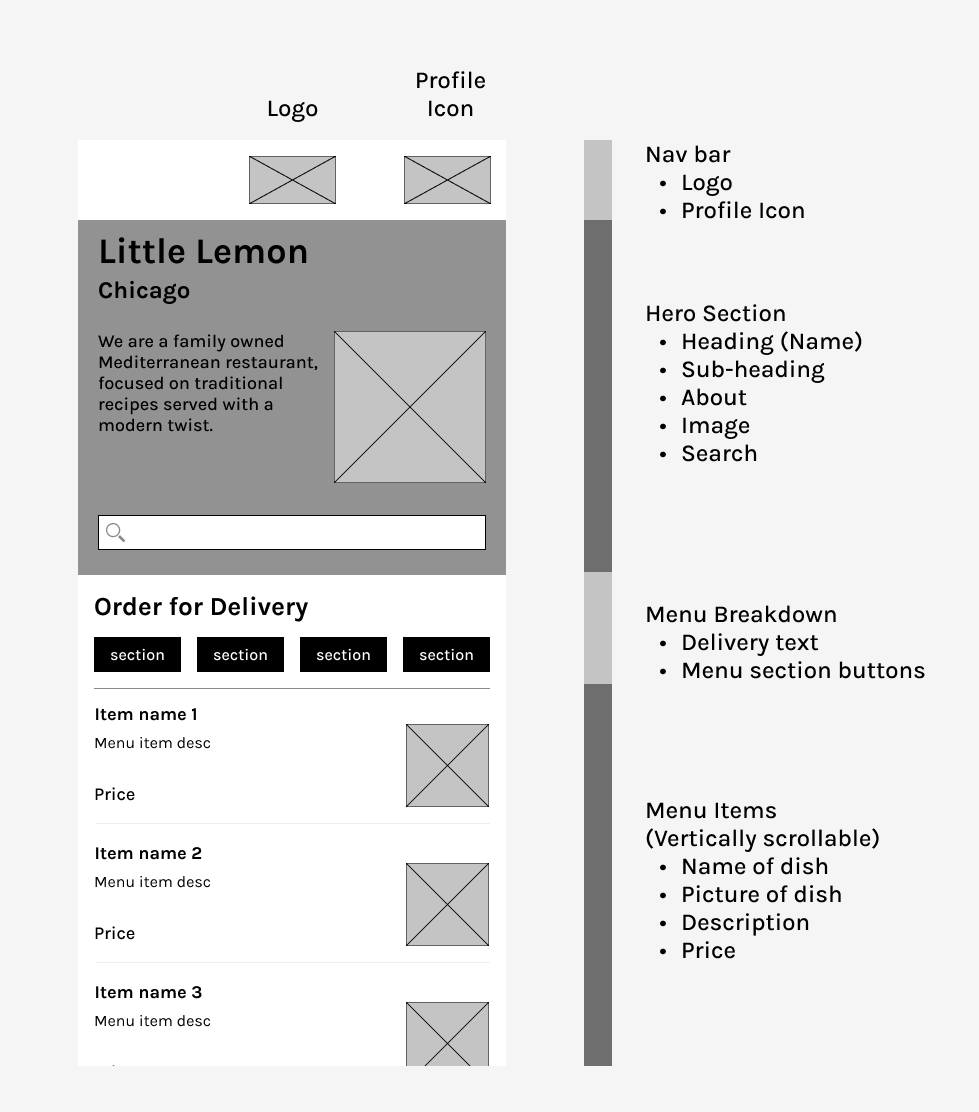 Logo
Profile
Icon
Little Lemon
Chicago
We are a family owned
Mediterranean restaurant,
focused on traditional
recipes served with a
modern twist.
Order for Delivery
section section section section
Item name 1
Menu item desc
Price
Item name 2
Menu item desc
Price
Item name 3
Menu item desc
Nav bar
• Logo
• Profile Icon
Hero Section
• Heading (Name)
• Sub-heading
• About
• Image
• Search
Menu Breakdown
• Delivery text
• Menu section buttons
Menu Items
(Vertically scrollable)
• Name of dish
• Picture of dish
• Description
• Price